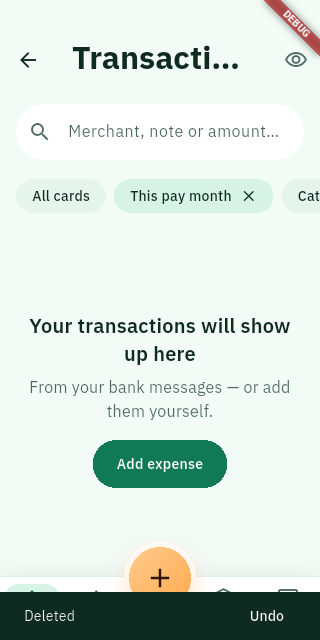 DEBUG
Transacti...
Merchant, note or amount...
All cards
This pay month
Cat
Your transactions will show
up here
From your bank messages — or add
them yourself.
Add expense
Deleted
Undo